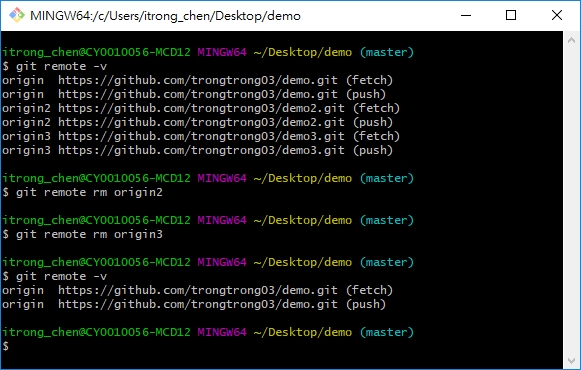 MINGW64:/c/Users/itrong_chen/Desktop/demo
itrong_chen@CY0010056-MCD12 MINGW64 ~/Desktop/demo (master)
$ git remote -v
origin  https://github.com/trongtrong03/demo.git (fetch)
origin  https://github.com/trongtrong03/demo.git (push)
origin2 https://github.com/trongtrong03/demo2.git (fetch)
origin2 https://github.com/trongtrong03/demo2.git (push)
origin3 https://github.com/trongtrong03/demo3.git (fetch)
origin3 https://github.com/trongtrong03/demo3.git (push)
itrong_chen@CY0010056-MCD12 MINGW64 ~/Desktop/demo (master)
$ git remote rm origin2
itrong_chen@CY0010056-MCD12 MINGW64 ~/Desktop/demo (master)
$ git remote rm origin3
itrong_chen@CY0010056-MCD12 MINGW64 ~/Desktop/demo (master)
$ git remote -v
origin  https://github.com/trongtrong03/demo.git (fetch)
origin  https://github.com/trongtrong03/demo.git (push)
itrong_chen@CY0010056-MCD12 MINGW64 ~/Desktop/demo (master)
$